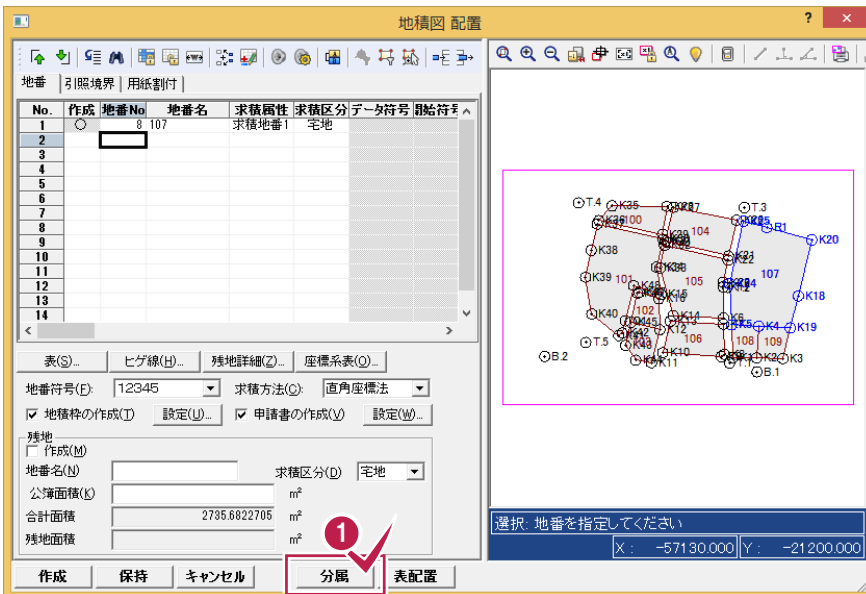 地積図 配置
? ×
地番 引照境界 用紙割付
No. 作成 地番No 地番名 求積属性 求積区分 データ符号 開始符号
1 ○ 8 107 求積地番1 宅地
2
3
4
5
6
7
8
9
10
11
12
13
14
表(S)... ヒゲ線(H)... 残地詳細(Z)... 座標系表(O)...
地番符号(F): 12345 求積方法(C): 直角座標法
地積枠の作成(T) 設定(U)... 申請書の作成(V) 設定(W)...
残地
作成(M)
地番名(N) 求積区分(D) 宅地
公簿面積(K) m²
合計面積 2735.6822705 m²
残地面積 m²
1
作成 保持 キャンセル 分属 表配置
T.4 K35 T.3
100 104 R1 K20
K38
K39 101 105 107
K18
K40 102 K14 K6
T.5 K12 K5 K4 K19
106 108 109
B.2 K10 K2 K3
K11 T.1
B.1
選択: 地番を指定してください
X: -57130.000 Y: -21200.000